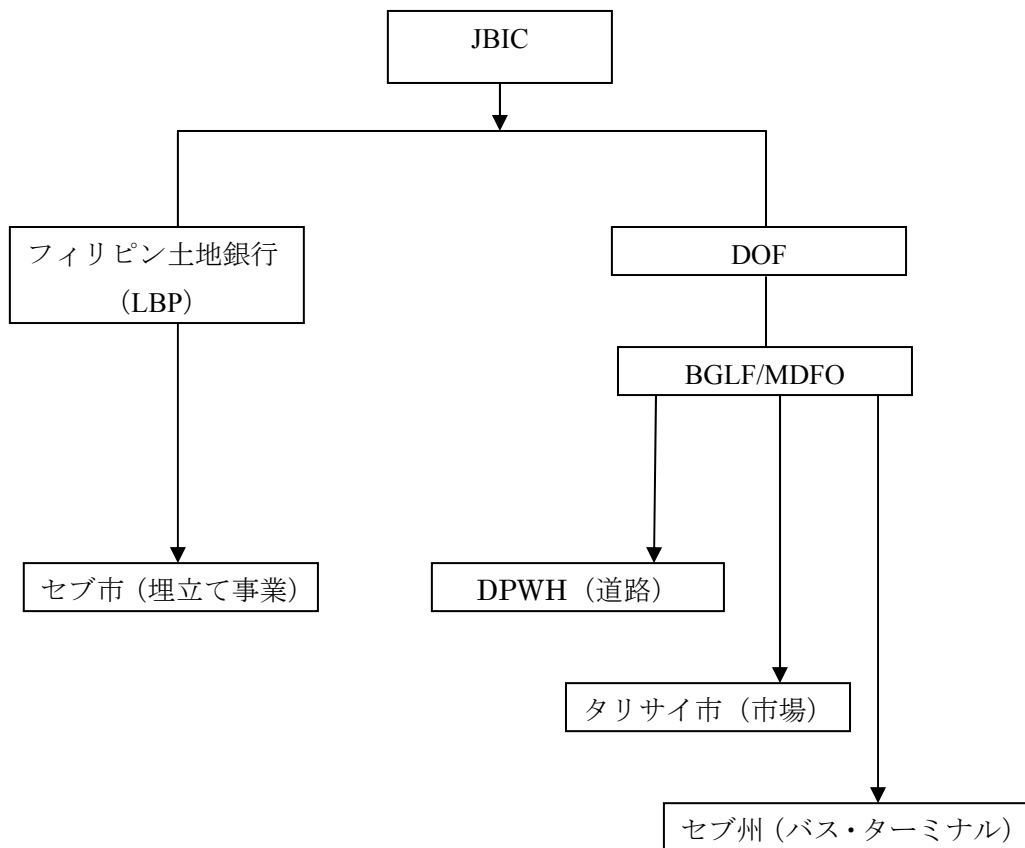 JBIC
フィリピン土地銀行
（LBP）
DOF
BGLF/MDFO
セブ市（埋立て事業）
DPWH（道路）
タリサイ市（市場）
セブ州（バス・ターミナル）